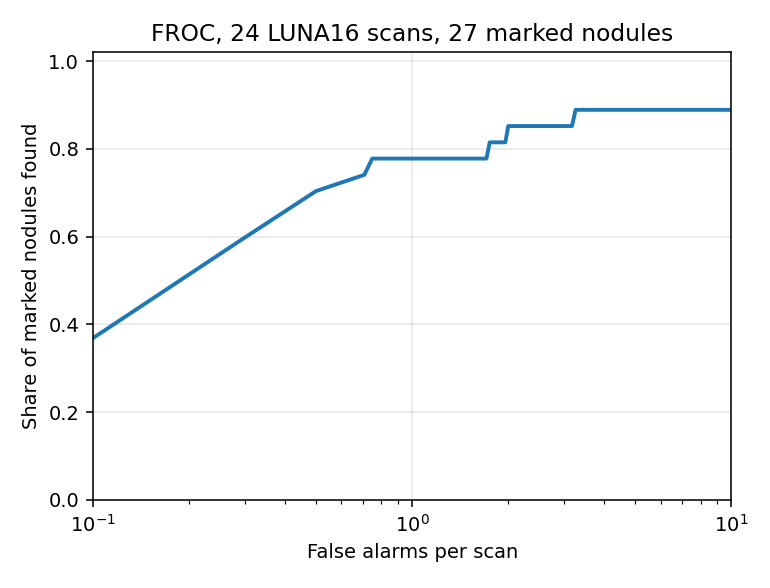 FROC, 24 LUNA16 scans, 27 marked nodules
Share of marked nodules found
1.0
0.8
0.6
0.4
0.2
0.0
10⁻¹ 10⁰ 10¹
False alarms per scan